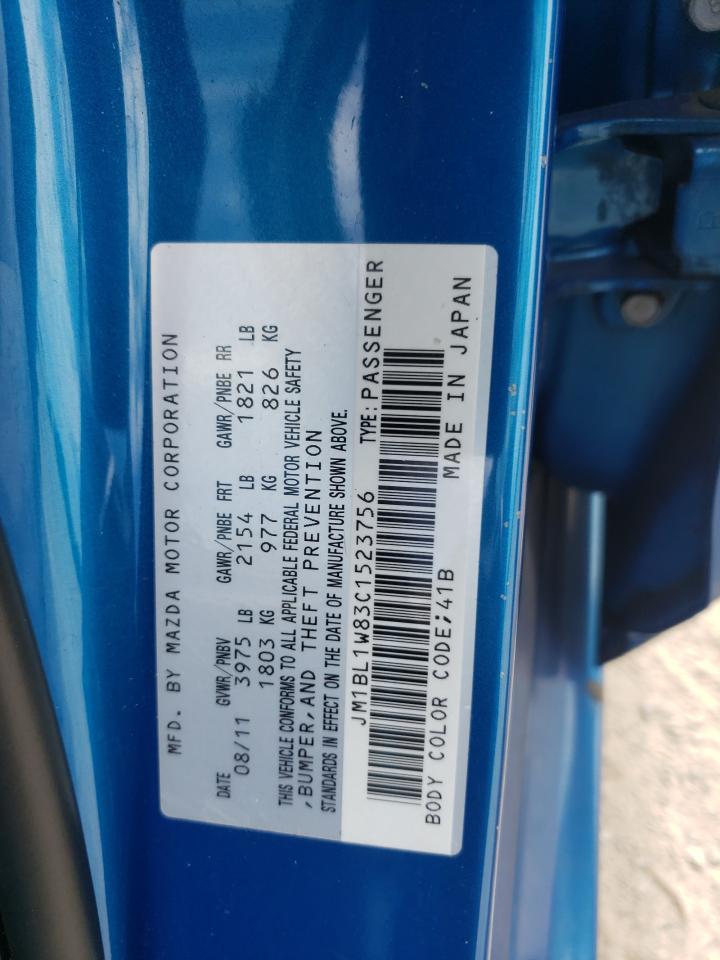 MFD. BY MAZDA MOTOR CORPORATION
DATE GVWR/PNBV GAWR/PNBE FRT GAWR/PNBE RR
08/11 3975 LB 2154 LB 1821 LB
1803 KG 977 KG 826 KG
THIS VEHICLE CONFORMS TO ALL APPLICABLE FEDERAL MOTOR VEHICLE SAFETY
,BUMPER,AND THEFT PREVENTION
STANDARDS IN EFFECT ON THE DATE OF MANUFACTURE SHOWN ABOVE.
JM1BL1W83C1523756 TYPE:PASSENGER
BODY COLOR CODE;41B MADE IN JAPAN